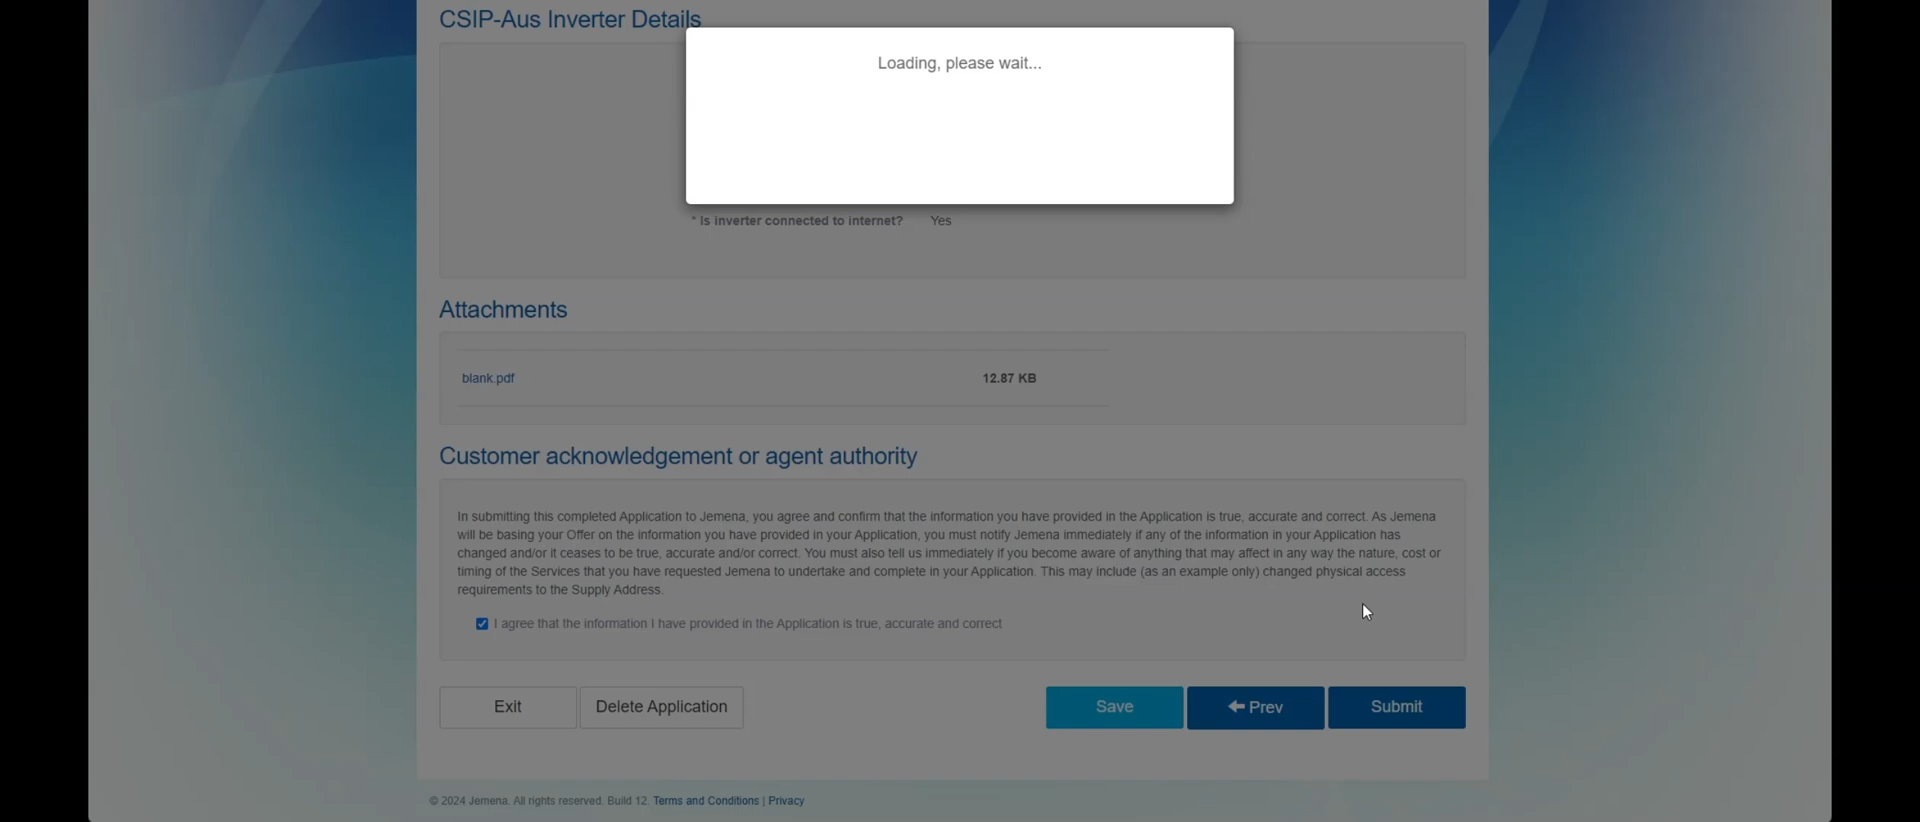 CSIP-Aus Inverter Details
Loading, please wait...
* Is inverter connected to internet? Yes
Attachments
blank.pdf 12.87 KB
Customer acknowledgement or agent authority
In submitting this completed Application to Jemena, you agree and confirm that the information you have provided in the Application is true, accurate and correct. As Jemena
will be basing your Offer on the information you have provided in your Application, you must notify Jemena immediately if any of the information in your Application has
changed and/or it ceases to be true, accurate and/or correct. You must also tell us immediately if you become aware of anything that may affect in any way the nature, cost or
timing of the Services that you have requested Jemena to undertake and complete in your Application. This may include (as an example only) changed physical access
requirements to the Supply Address.
I agree that the information I have provided in the Application is true, accurate and correct
Exit Delete Application Save Prev Submit
© 2024 Jemena. All rights reserved. Build 12. Terms and Conditions | Privacy